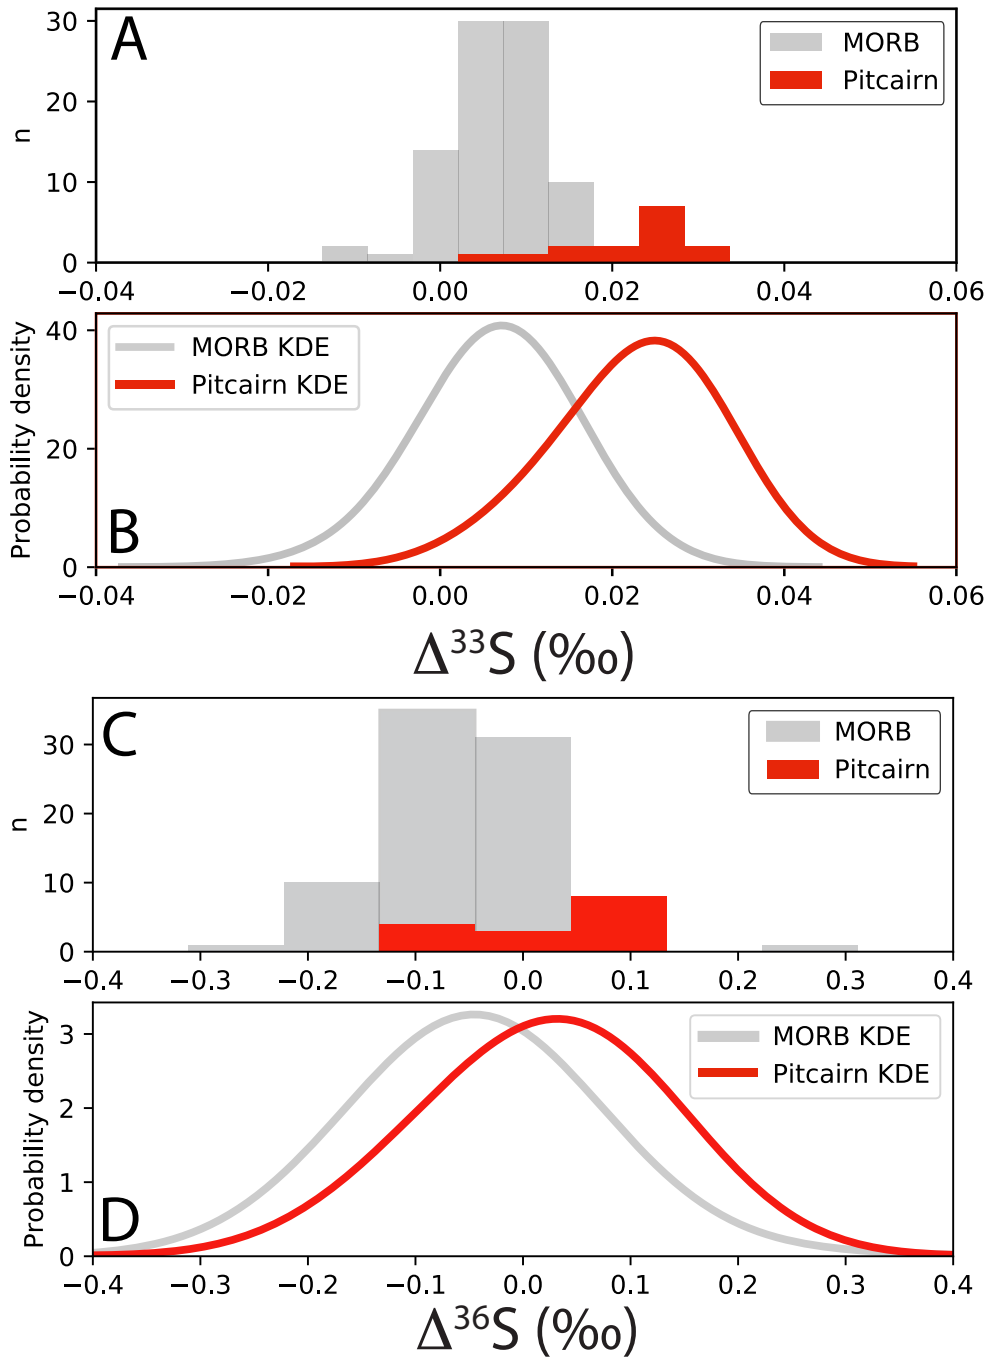 A
30
20
10
0
n
MORB
Pitcairn
−0.04 −0.02 0.00 0.02 0.04 0.06
B
40
20
0
Probability density
MORB KDE
Pitcairn KDE
−0.04 −0.02 0.00 0.02 0.04 0.06
Δ³³S (‰)
C
30
20
10
0
n
MORB
Pitcairn
−0.4 −0.3 −0.2 −0.1 0.0 0.1 0.2 0.3 0.4
D
3
2
1
0
Probability density
MORB KDE
Pitcairn KDE
−0.4 −0.3 −0.2 −0.1 0.0 0.1 0.2 0.3 0.4
Δ³⁶S (‰)